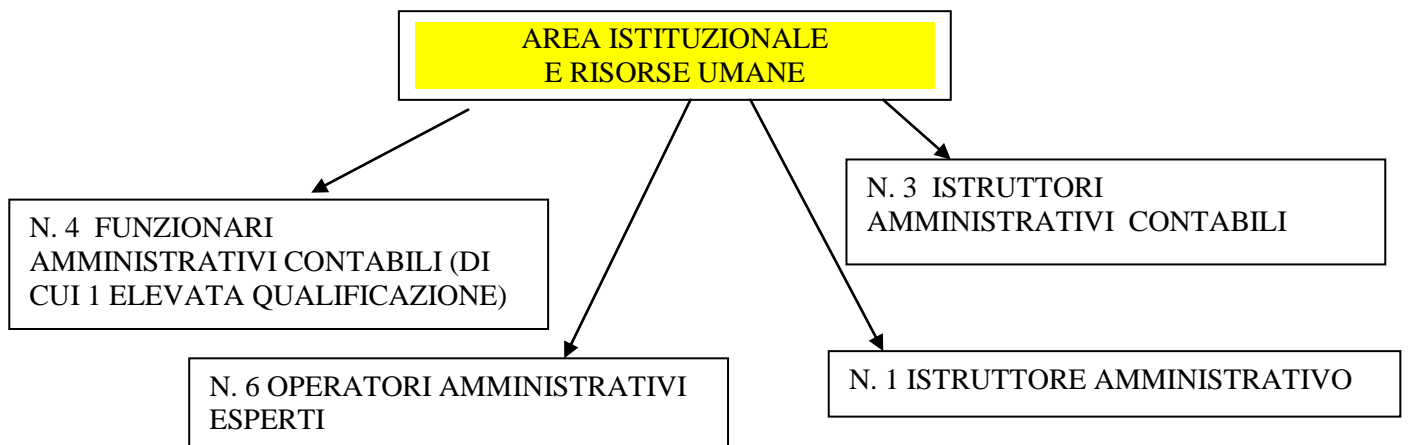 AREA ISTITUZIONALE
E RISORSE UMANE
N. 3 ISTRUTTORI
AMMINISTRATIVI CONTABILI
N. 4 FUNZIONARI
AMMINISTRATIVI CONTABILI (DI
CUI 1 ELEVATA QUALIFICAZIONE)
N. 1 ISTRUTTORE AMMINISTRATIVO
N. 6 OPERATORI AMMINISTRATIVI
ESPERTI